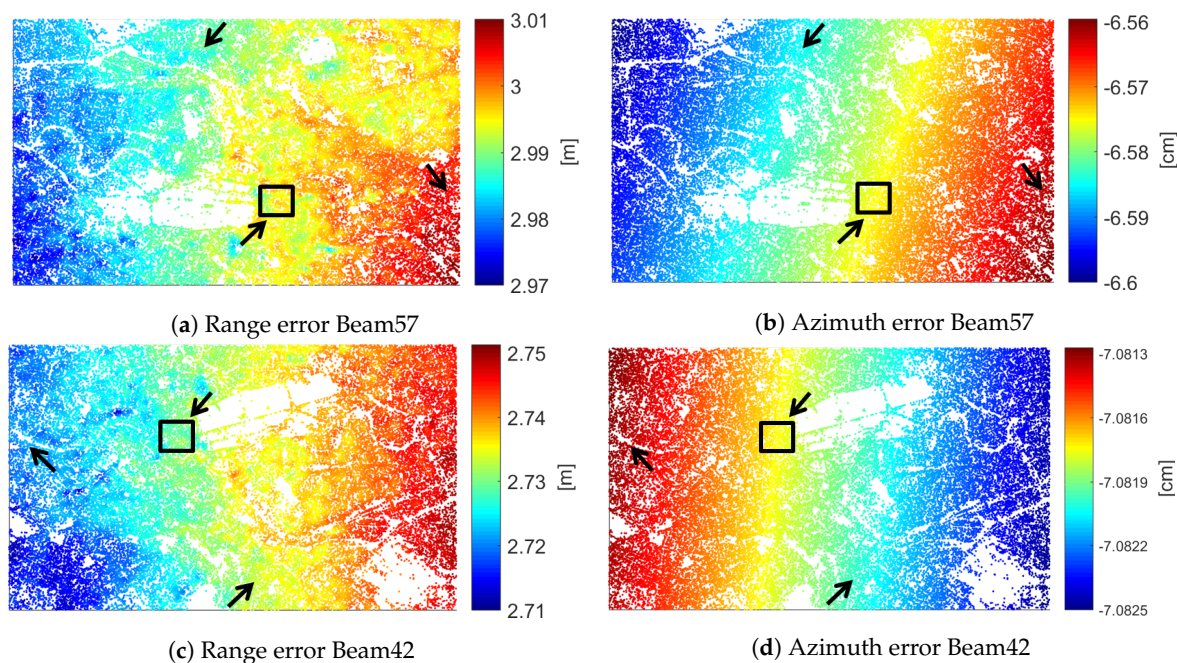 3.01
3
2.99
2.98
2.97
[m]
(a) Range error Beam57
-6.56
-6.57
-6.58
-6.59
-6.6
[cm]
(b) Azimuth error Beam57
2.75
2.74
2.73
2.72
2.71
[m]
(c) Range error Beam42
-7.0813
-7.0816
-7.0819
-7.0822
-7.0825
[cm]
(d) Azimuth error Beam42